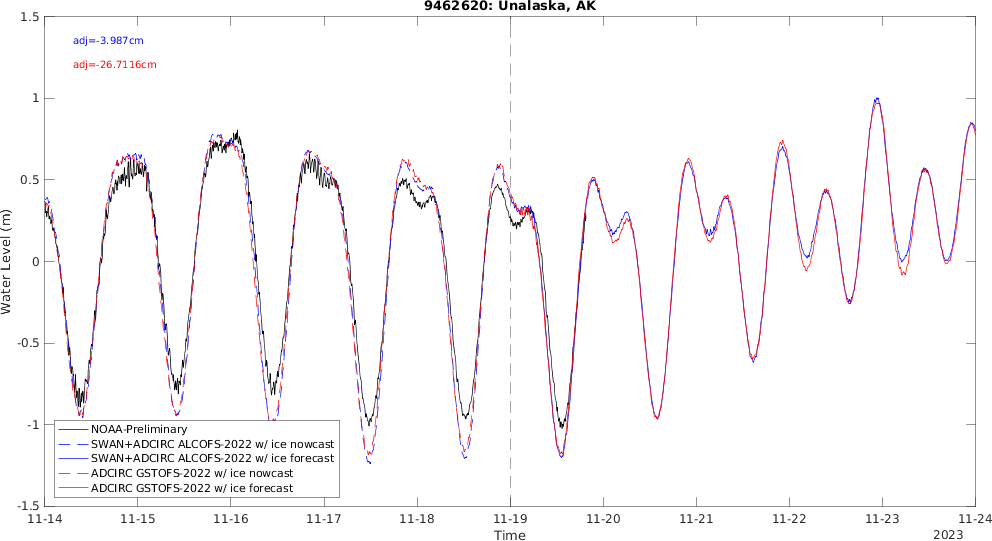 9462620: Unalaska, AK
adj=-3.987cm
adj=-26.7116cm
Water Level (m)
1.5
1
0.5
0
-0.5
-1
-1.5
NOAA-Preliminary
SWAN+ADCIRC ALCOFS-2022 w/ ice nowcast
SWAN+ADCIRC ALCOFS-2022 w/ ice forecast
ADCIRC GSTOFS-2022 w/ ice nowcast
ADCIRC GSTOFS-2022 w/ ice forecast
11-14 11-15 11-16 11-17 11-18 11-19 11-20 11-21 11-22 11-23 11-24
Time
2023